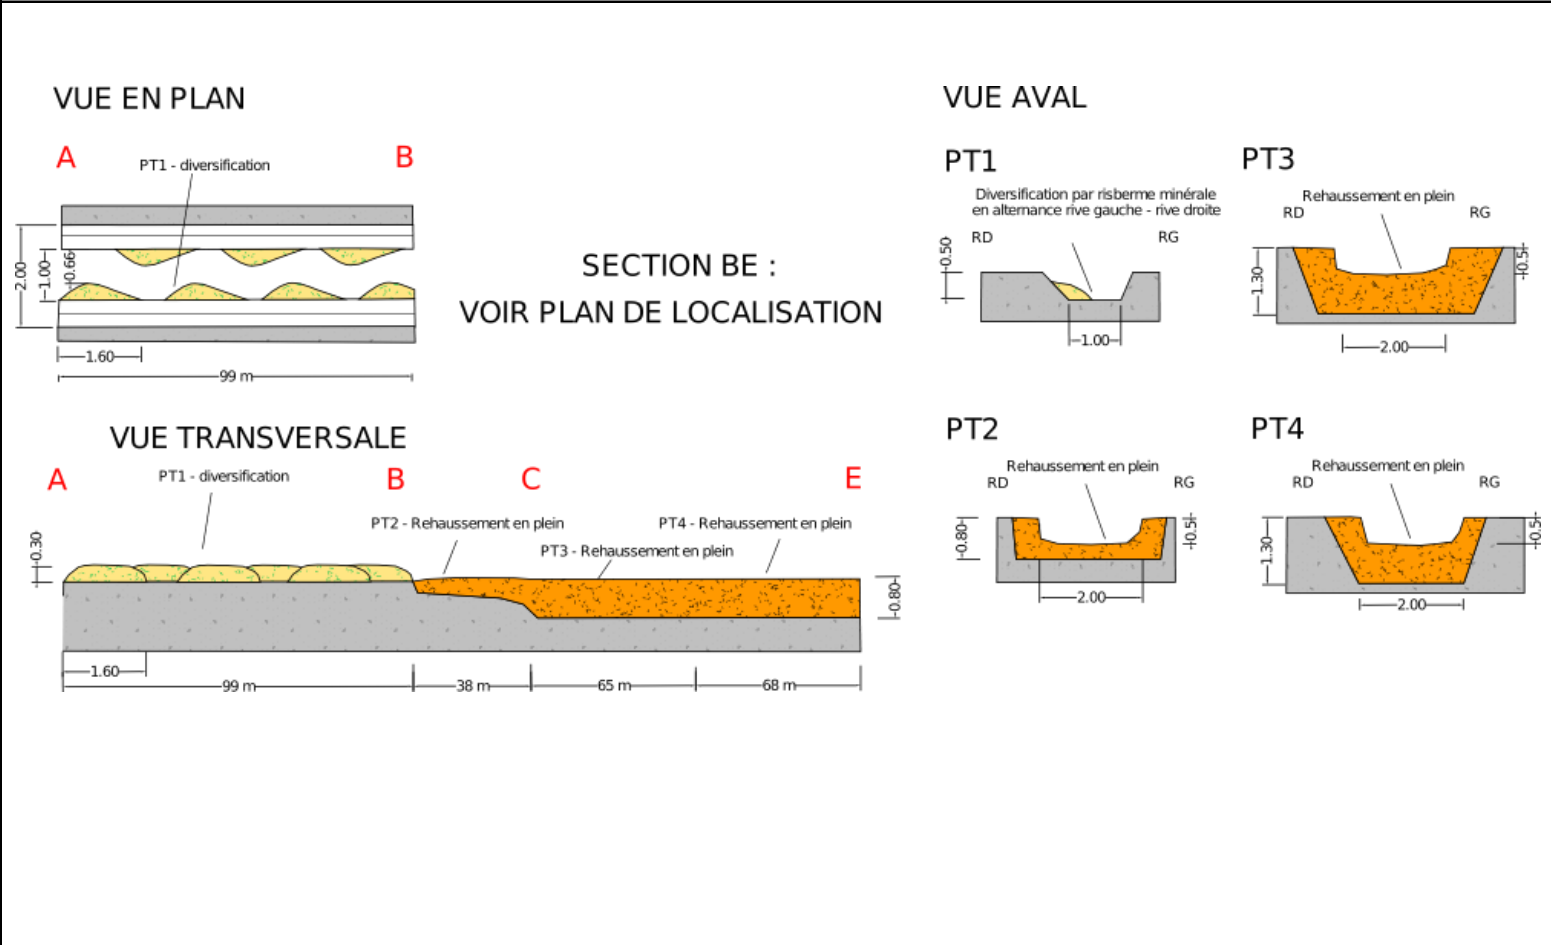 VUE EN PLAN
A
B
PT1 - diversification
2.00
1.00
0.66
1.60
99 m
SECTION BE :
VOIR PLAN DE LOCALISATION
VUE TRANSVERSALE
A
B
C
E
PT1 - diversification
PT2 - Rehaussement en plein
PT4 - Rehaussement en plein
PT3 - Rehaussement en plein
0.30
0.80
1.60
99 m
38 m
65 m
68 m
VUE AVAL
PT1
Diversification par risberme minérale
en alternance rive gauche - rive droite
RD
RG
0.50
1.00
PT3
Rehaussement en plein
RD
RG
1.30
0.5
2.00
PT2
Rehaussement en plein
RD
RG
0.80
0.5
2.00
PT4
Rehaussement en plein
RD
RG
1.30
0.5
2.00